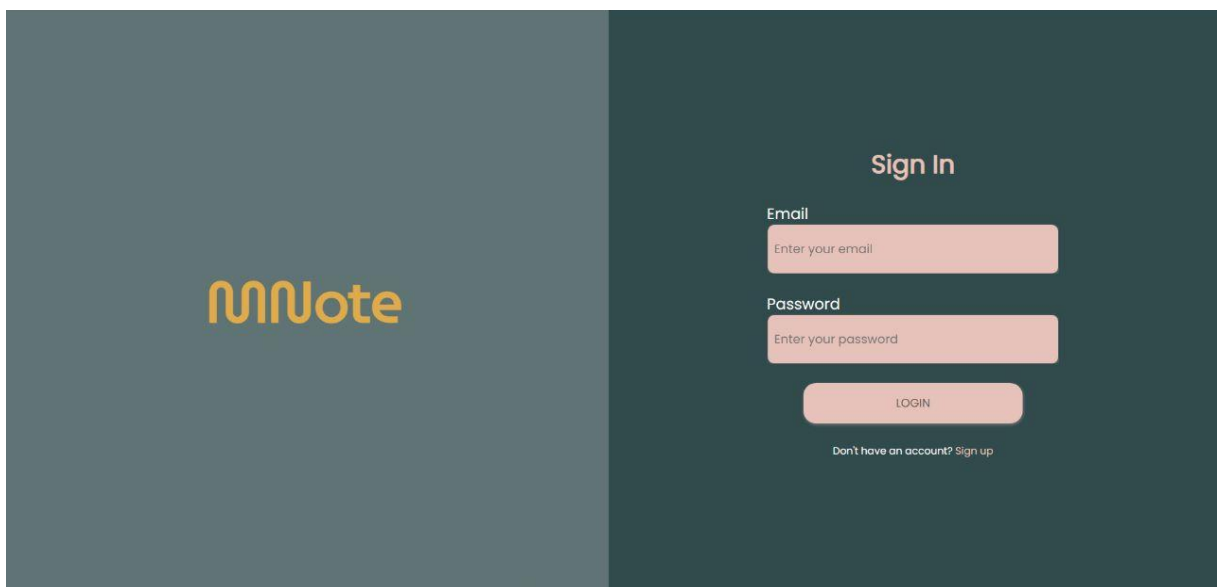 MNote
Sign In
Email
Enter your email
Password
Enter your password
LOGIN
Don't have an account? Sign up